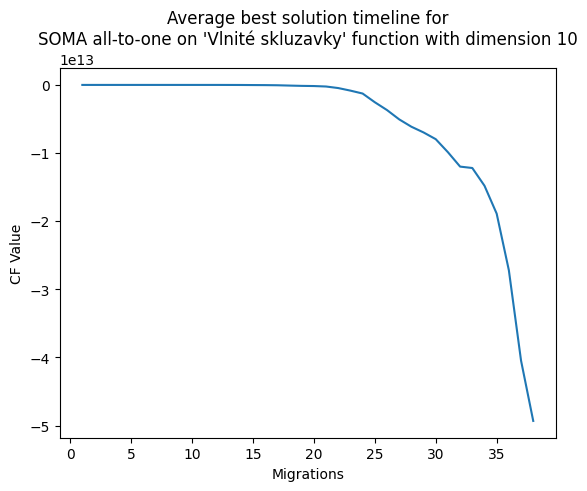 Average best solution timeline for
SOMA all-to-one on 'Vlnité skluzavky' function with dimension 10
1e13
0
−1
−2
−3
−4
−5
CF Value
0 5 10 15 20 25 30 35
Migrations